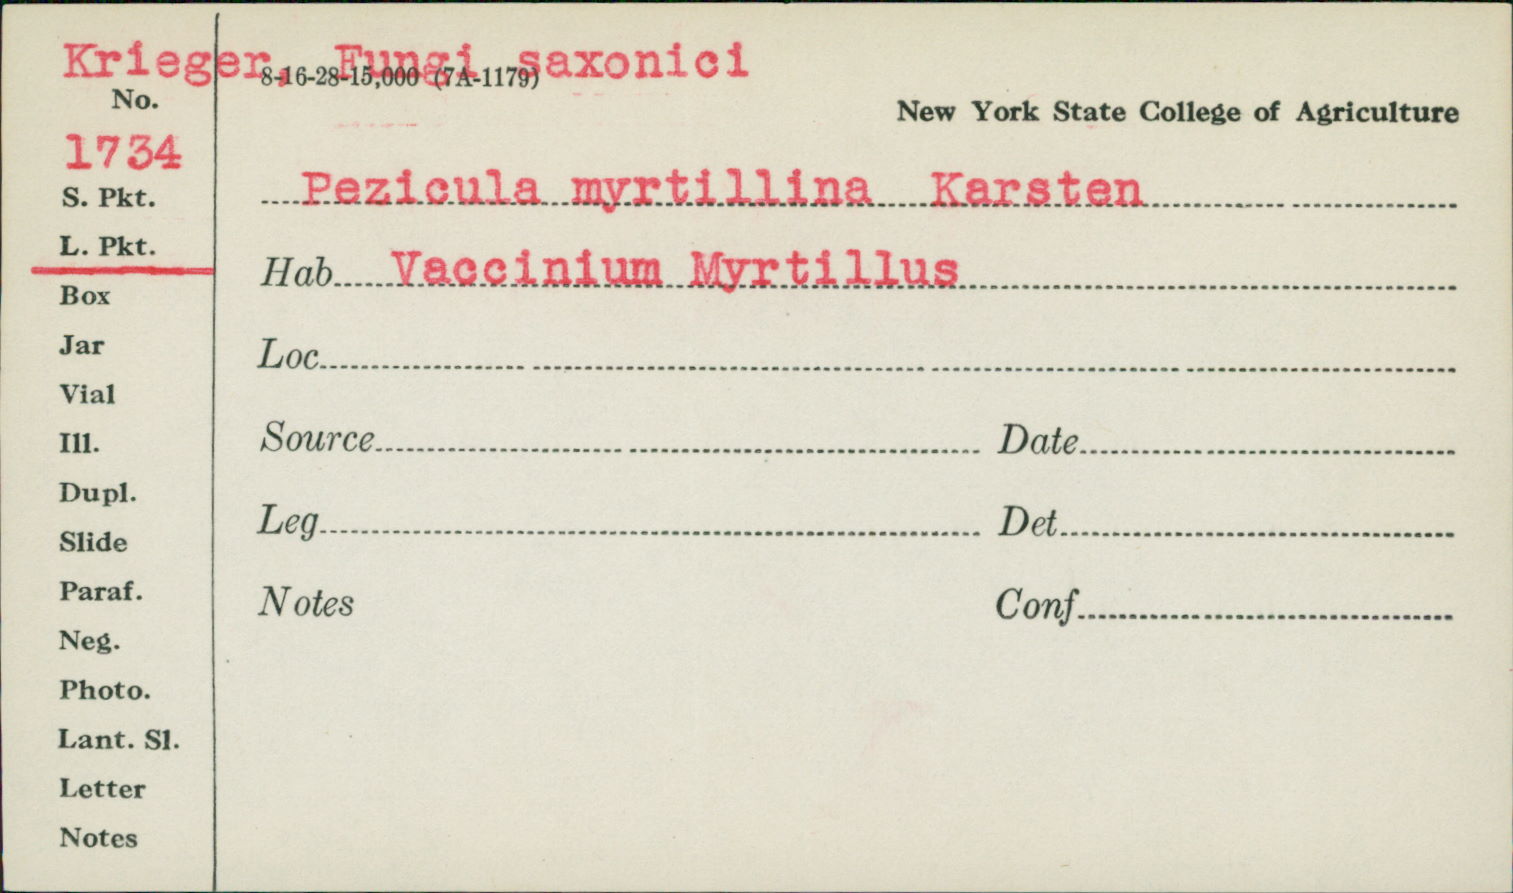 Krieger, Fungi saxonici
8-16-28-15,000 (7A-1179)
No.
New York State College of Agriculture
1734
S. Pkt.
Pezicula myrtillina Karsten
L. Pkt.
Hab. Vaccinium Myrtillus
Box
Jar
Loc.
Vial
Ill.
Source
Date
Dupl.
Slide
Leg.
Det.
Paraf.
Notes
Conf.
Neg.
Photo.
Lant. Sl.
Letter
Notes